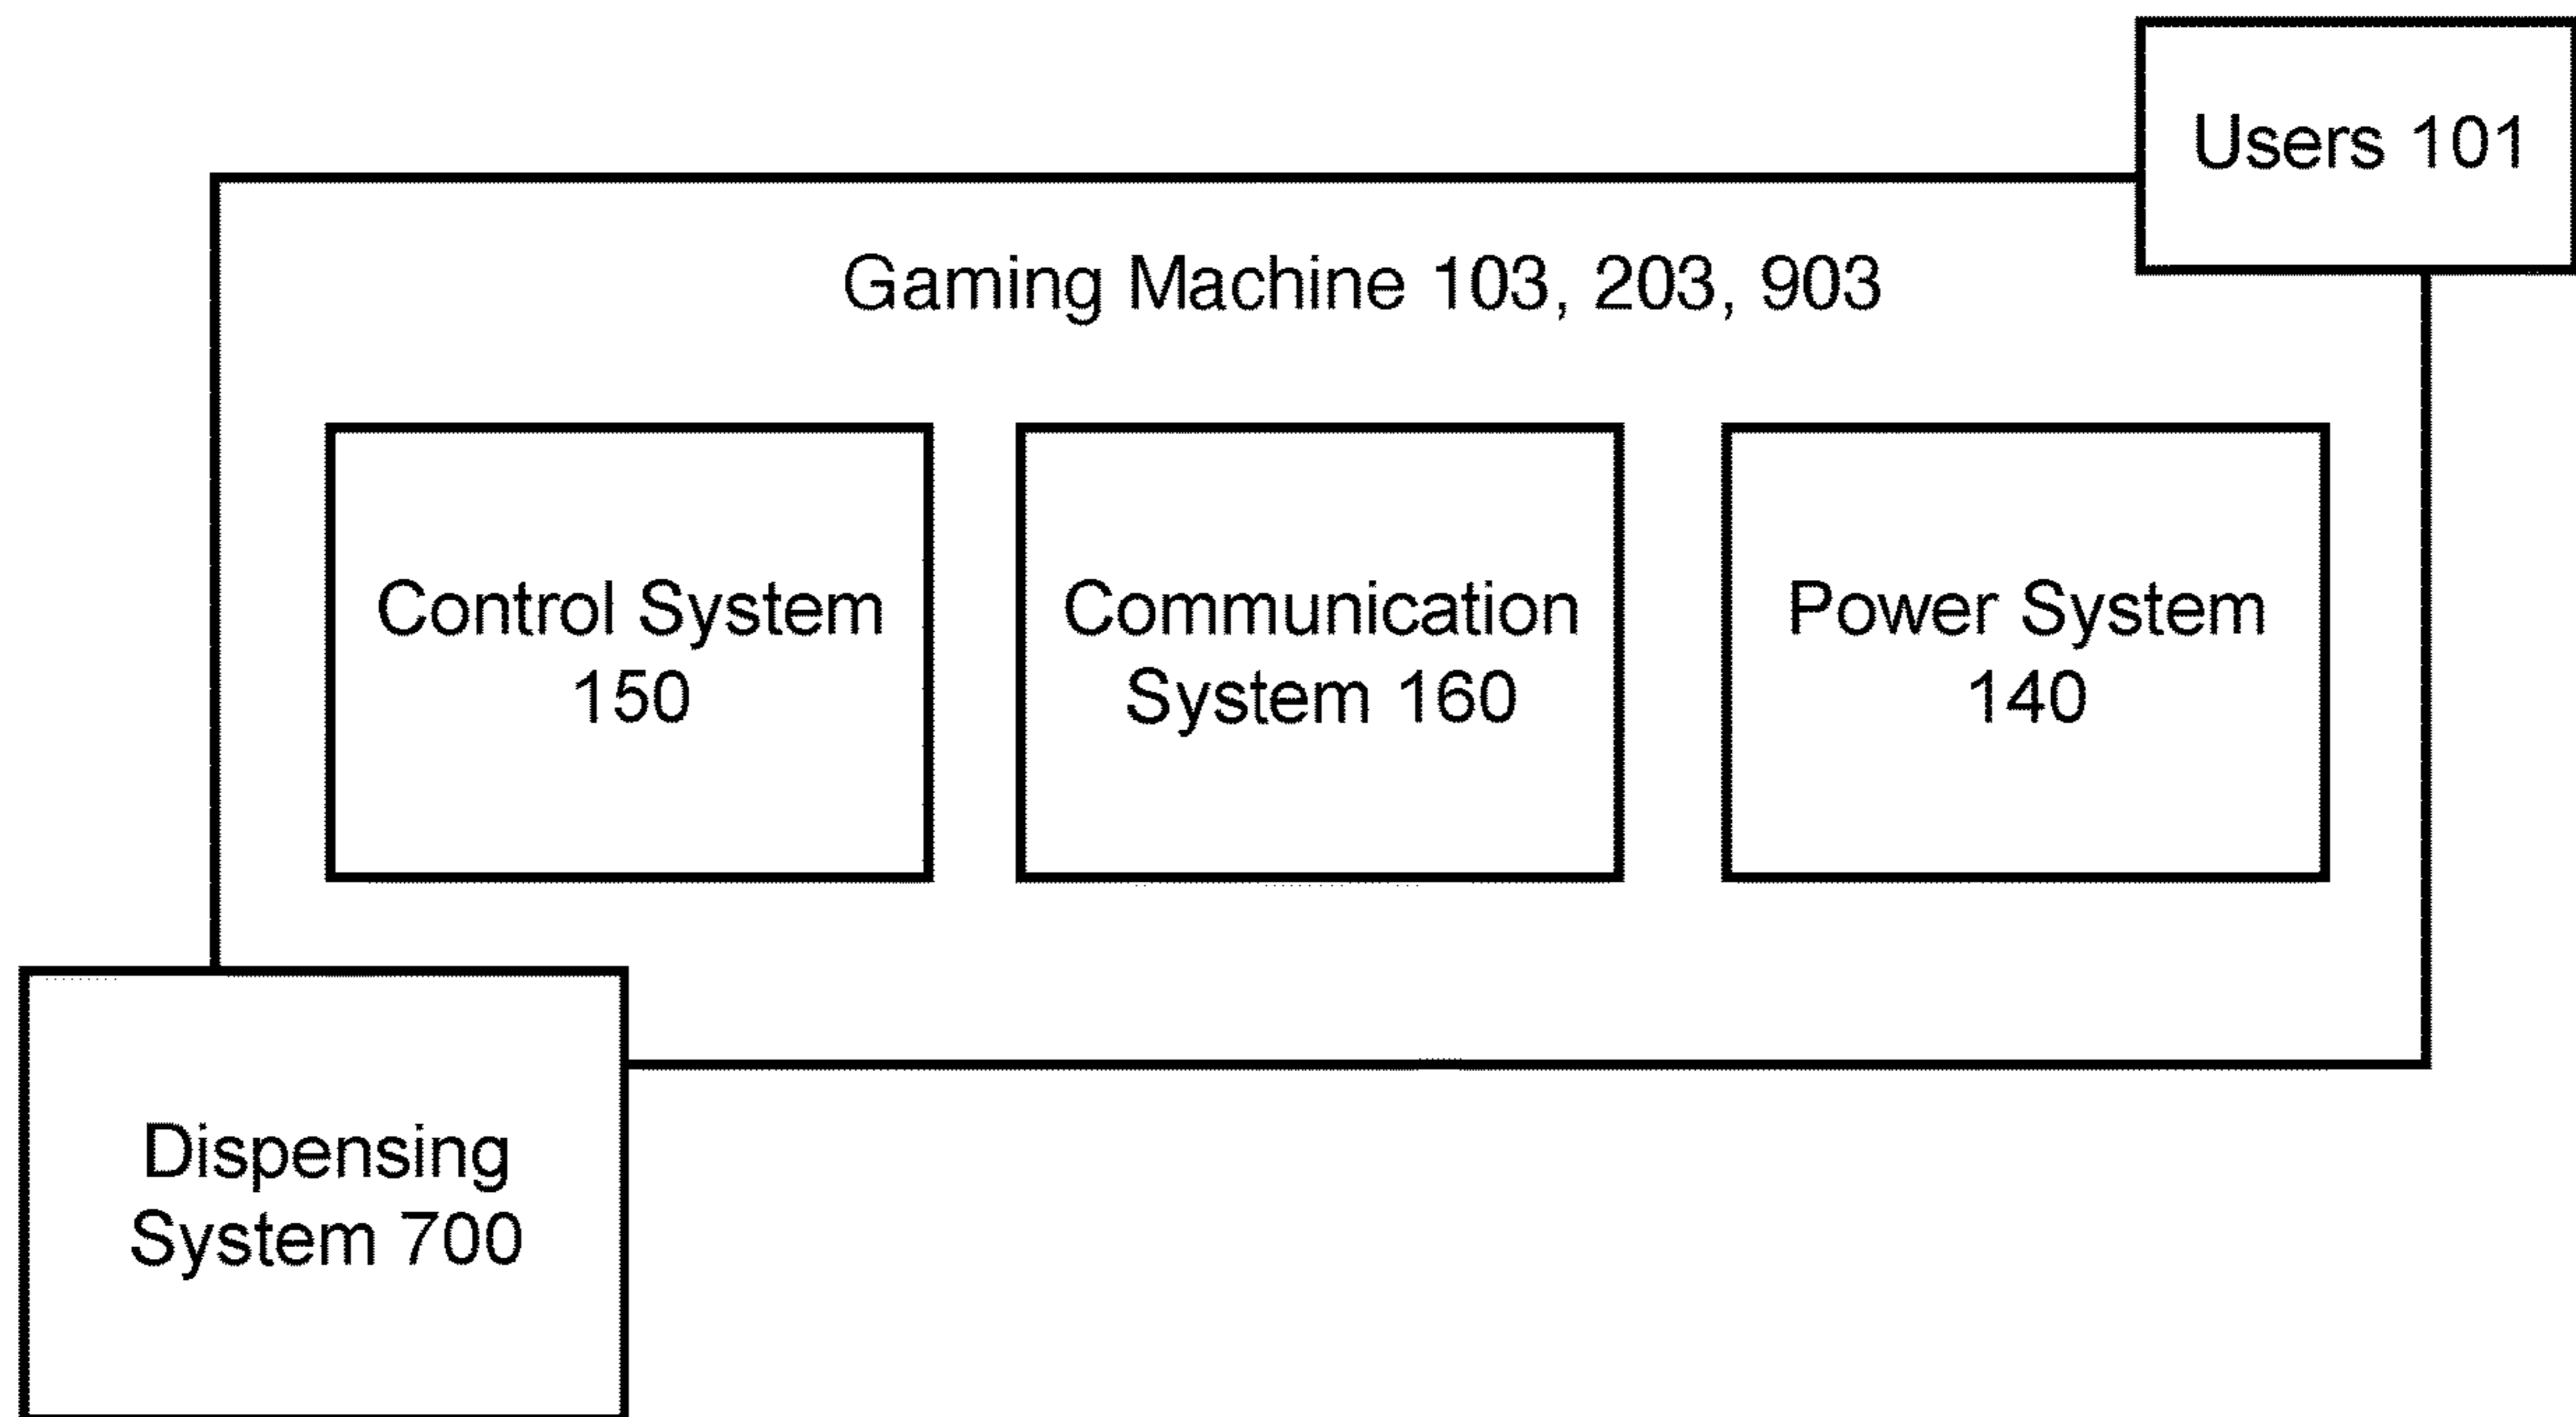 Users 101
Gaming Machine 103, 203, 903
Control System
150
Communication
System 160
Power System
140
Dispensing
System 700